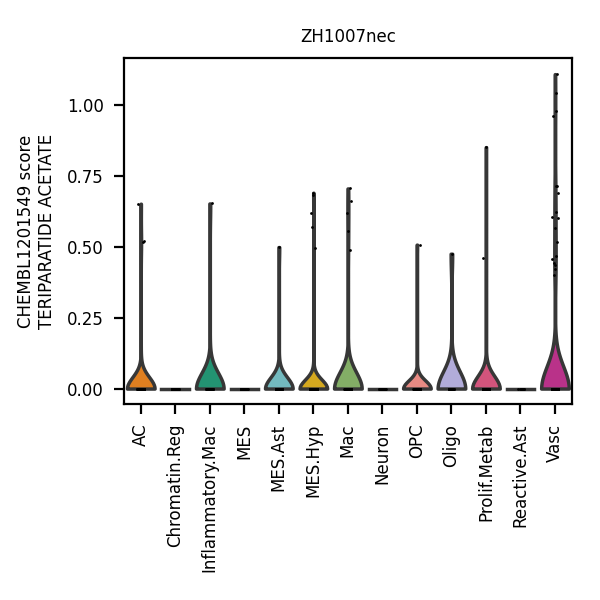 ZH1007nec
CHEMBL1201549 score
TERIPARATIDE ACETATE
1.00
0.75
0.50
0.25
0.00
AC
Chromatin.Reg
Inflammatory.Mac
MES
MES.Ast
MES.Hyp
Mac
Neuron
OPC
Oligo
Prolif.Metab
Reactive.Ast
Vasc